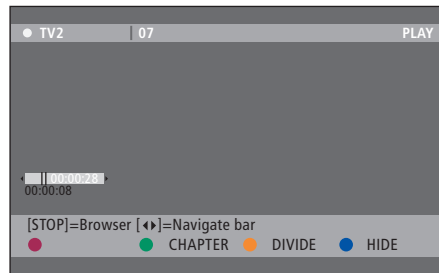 TV2 | 07 PLAY
00:00:28
00:00:08
[STOP]=Browser [◂▸]=Navigate bar
CHAPTER DIVIDE HIDE